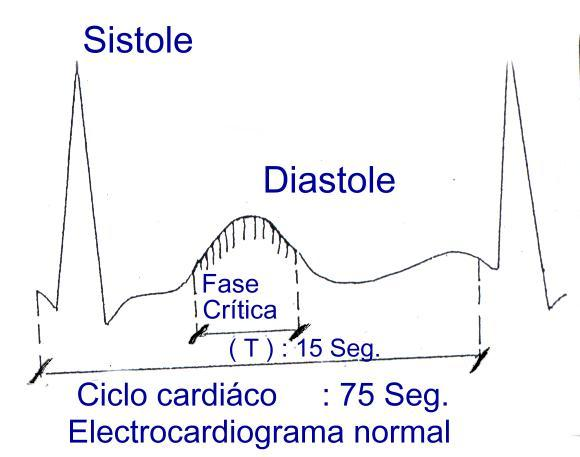 Sistole
Diastole
Fase
Crítica
( T ) : 15 Seg.
Ciclo cardiáco : 75 Seg.
Electrocardiograma normal